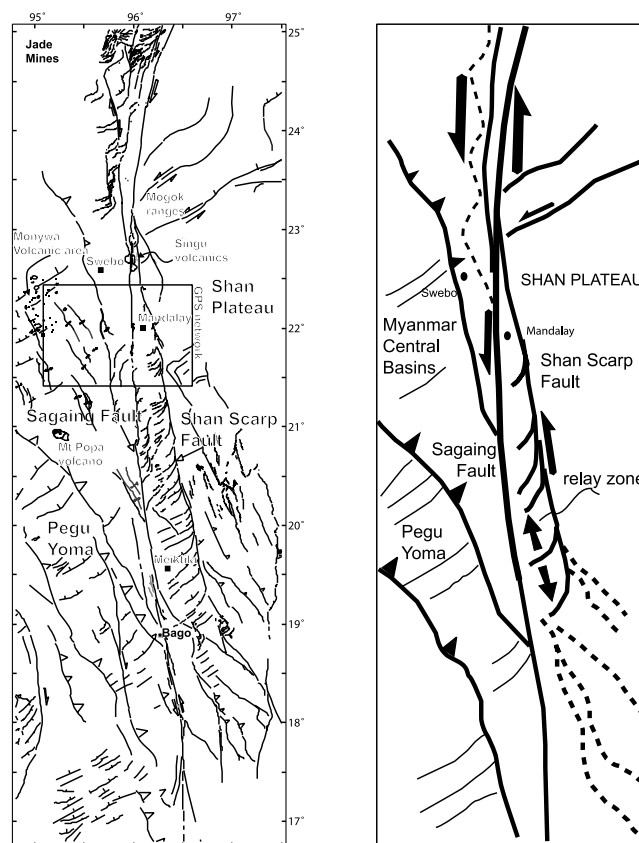 95° 96° 97°
25°
Jade
Mines
24°
Mogok
ranges
23°
Monywa
Volcanic area
Singu
volcanics
Swebo
Shan
Plateau
GPS network
Mandalay
22°
Sagaing Fault
Shan Scarp
Fault
21°
Mt Popa
volcano
20°
Pegu
Yoma
Meiktila
19°
Bago
18°
17°
SHAN PLATEAU
Swebo
Myanmar
Central
Basins
Mandalay
Shan Scarp
Fault
Sagaing
Fault
relay zone
Pegu
Yoma